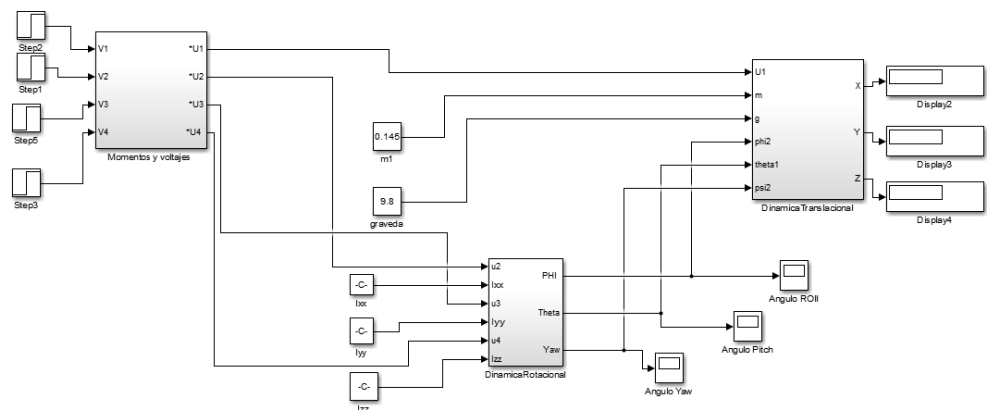 Step2
Step1
Step5
Step3
V1
V2
V3
V4
*U1
*U2
*U3
*U4
Momentos y voltajes
0.145
m1
9.8
graveda
U1
m
g
phi2
theta1
psi2
X
Y
Z
DinamicaTranslacional
Display2
Display3
Display4
-C-
Ixx
-C-
Iyy
-C-
Izz
u2
Ixx
u3
Iyy
u4
Izz
PHI
Theta
Yaw
DinamicaRotacional
Angulo ROll
Angulo Pitch
Angulo Yaw